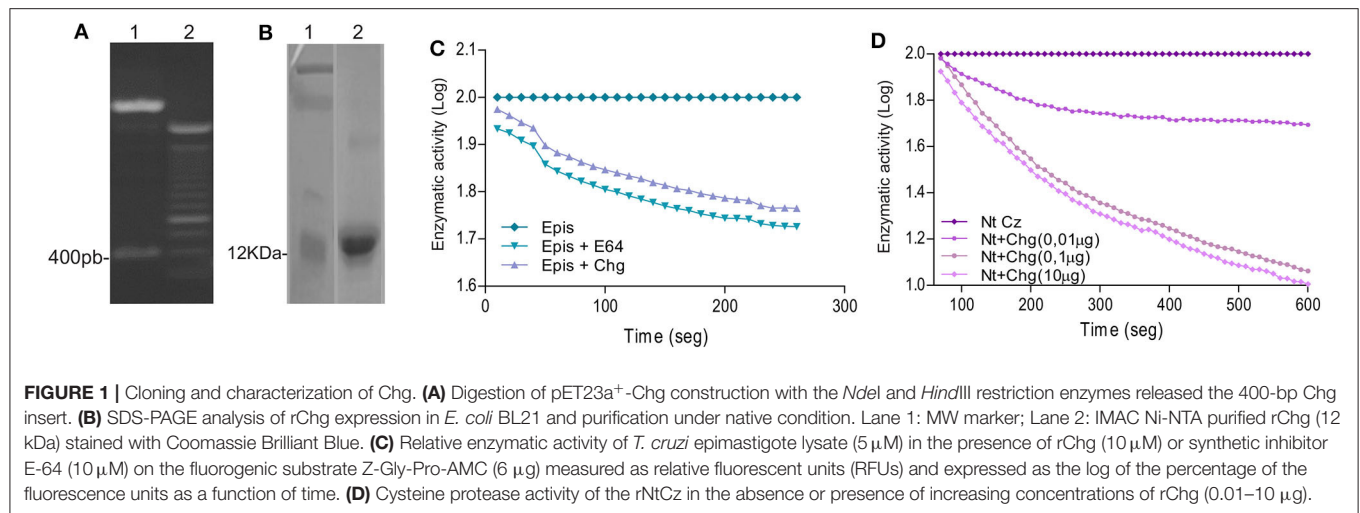 A
1 2
400pb-
B
1 2
12KDa-
C
2.1
2.0
1.9
1.8
1.7
1.6
Enzymatic activity (Log)
Epis
Epis + E64
Epis + Chg
0 100 200 300
Time (seg)
D
2.0
1.8
1.6
1.4
1.2
1.0
Enzymatic activity (Log)
Nt Cz
Nt+Chg(0,01µg)
Nt+Chg(0,1µg)
Nt+Chg(10µg)
100 200 300 400 500 600
Time (seg)
FIGURE 1 | Cloning and characterization of Chg. (A) Digestion of pET23a+-Chg construction with the NdeI and HindIII restriction enzymes released the 400-bp Chg
insert. (B) SDS-PAGE analysis of rChg expression in E. coli BL21 and purification under native condition. Lane 1: MW marker; Lane 2: IMAC Ni-NTA purified rChg (12
kDa) stained with Coomassie Brilliant Blue. (C) Relative enzymatic activity of T. cruzi epimastigote lysate (5 µM) in the presence of rChg (10 µM) or synthetic inhibitor
E-64 (10 µM) on the fluorogenic substrate Z-Gly-Pro-AMC (6 µg) measured as relative fluorescent units (RFUs) and expressed as the log of the percentage of the
fluorescence units as a function of time. (D) Cysteine protease activity of the rNtCz in the absence or presence of increasing concentrations of rChg (0.01–10 µg).